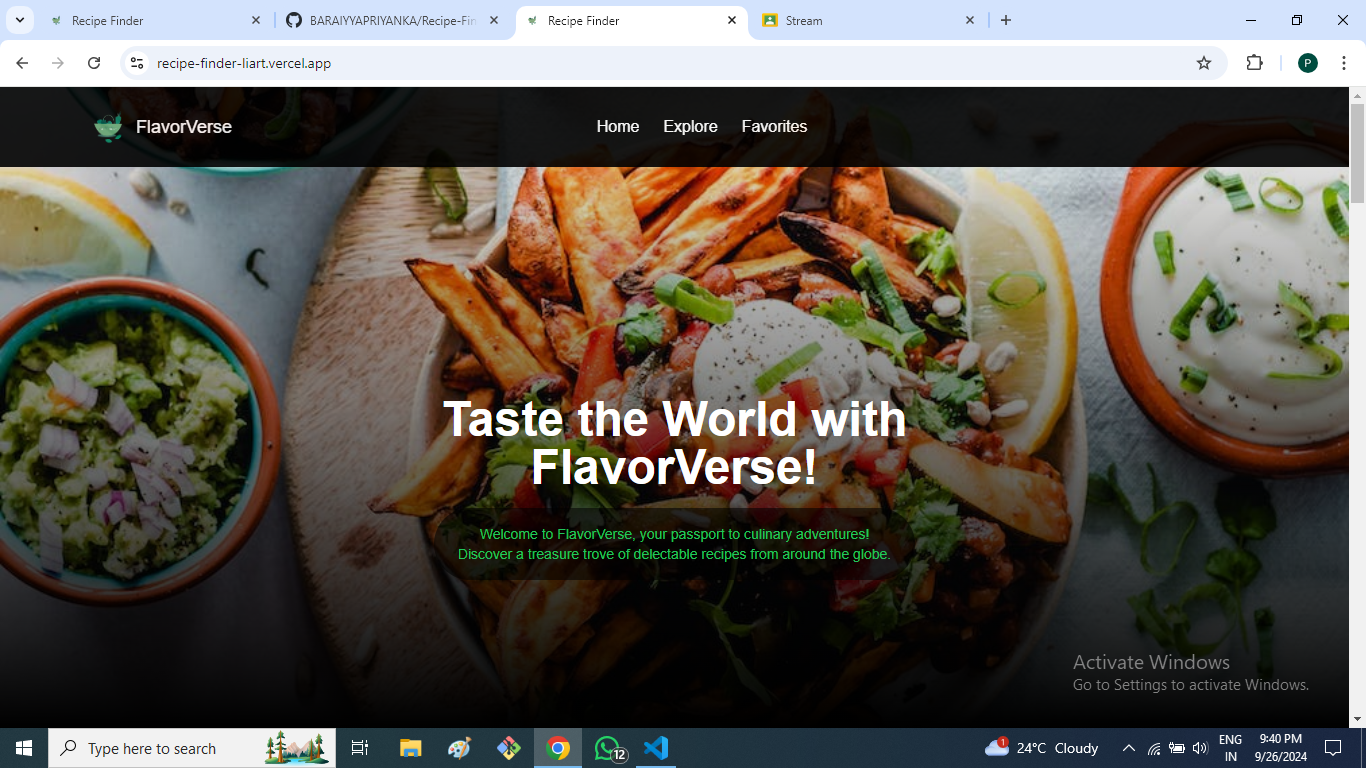 Recipe Finder
BARAIYYAPRIYANKA/Recipe-Fin
Recipe Finder
Stream
recipe-finder-liart.vercel.app
P
FlavorVerse
Home
Explore
Favorites
Taste the World with
FlavorVerse!
Welcome to FlavorVerse, your passport to culinary adventures!
Discover a treasure trove of delectable recipes from around the globe.
Activate Windows
Go to Settings to activate Windows.
Type here to search
12
1
24°C Cloudy
ENG
IN
9:40 PM
9/26/2024